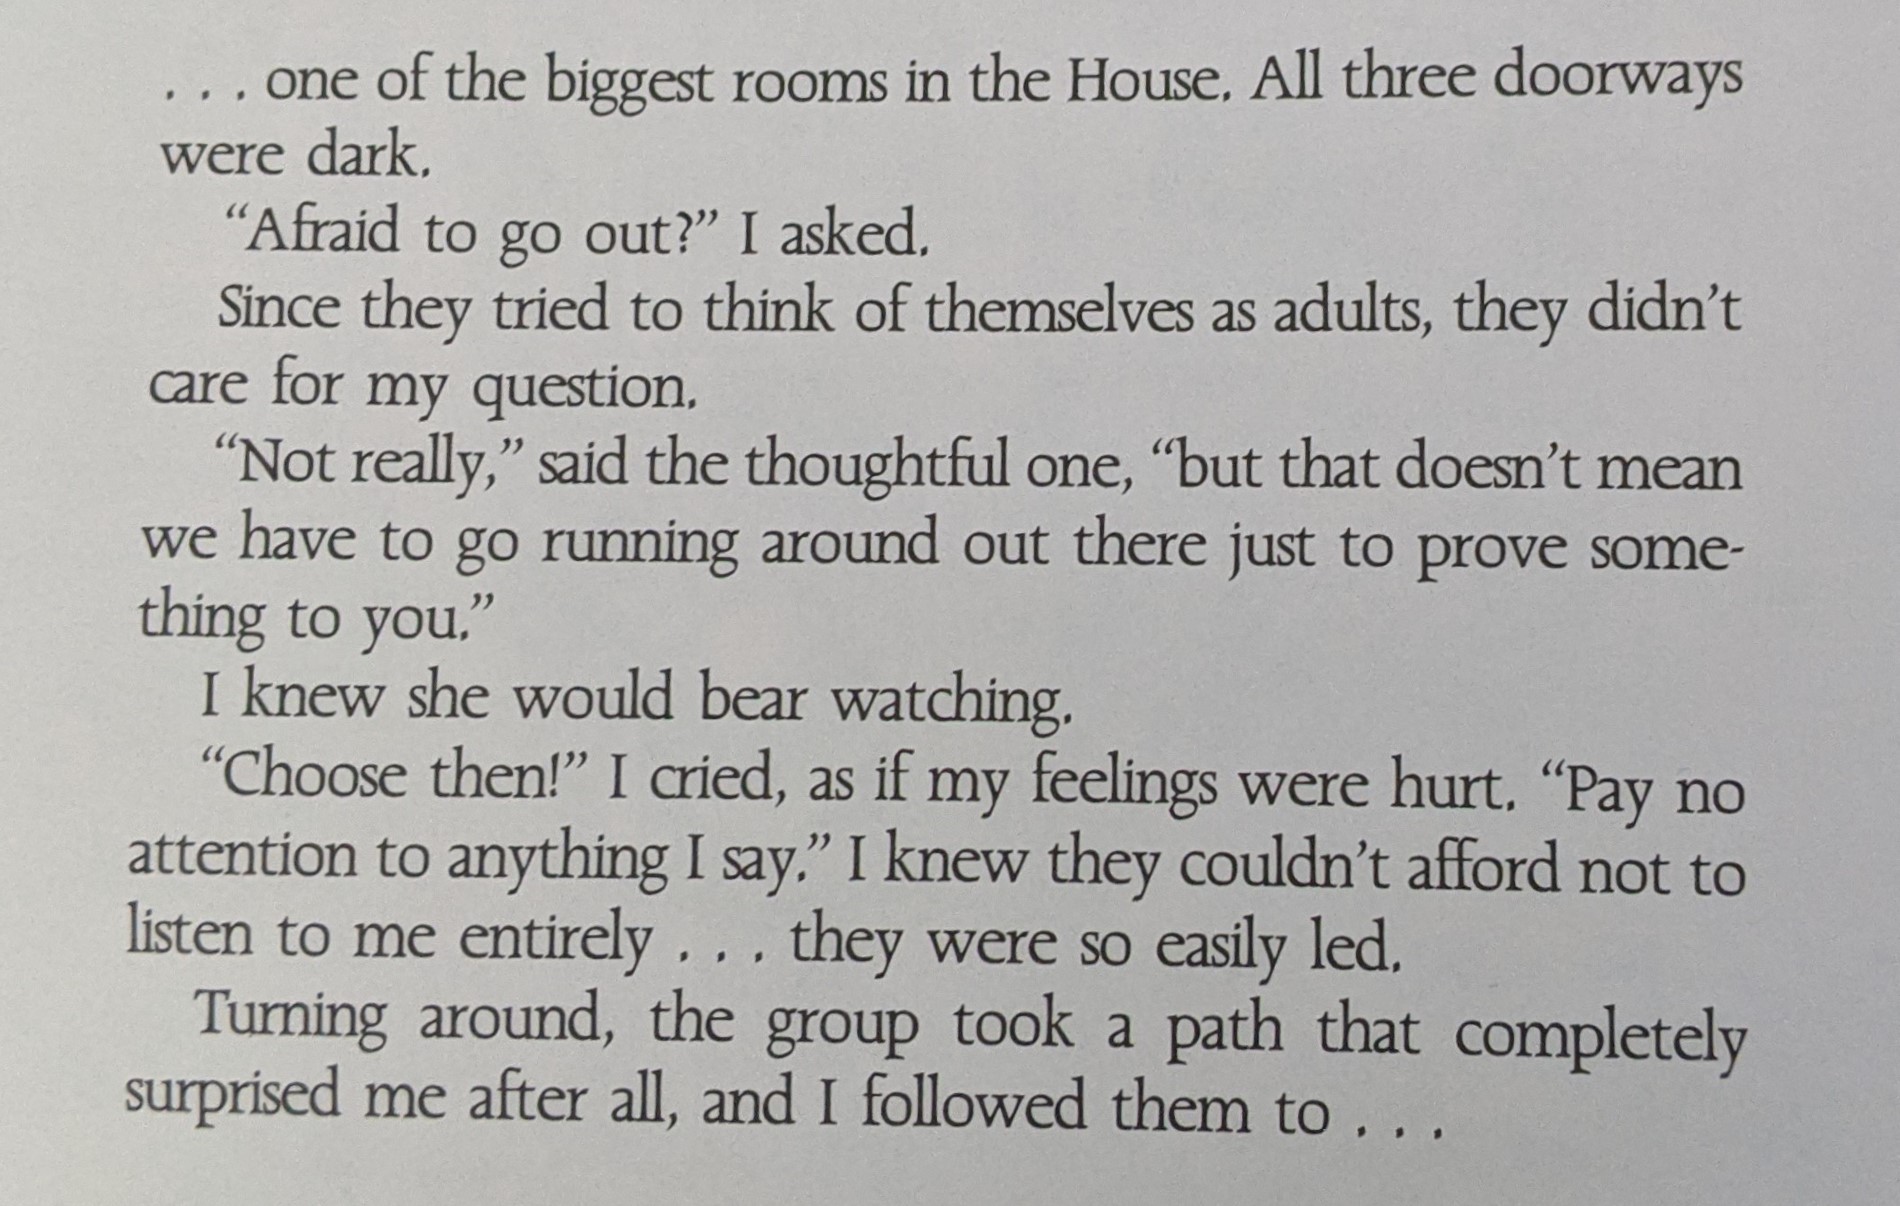 . . . one of the biggest rooms in the House. All three doorways
were dark.
“Afraid to go out?” I asked.
Since they tried to think of themselves as adults, they didn’t
care for my question.
“Not really,” said the thoughtful one, “but that doesn’t mean
we have to go running around out there just to prove some-
thing to you.”
I knew she would bear watching.
“Choose then!” I cried, as if my feelings were hurt. “Pay no
attention to anything I say.” I knew they couldn’t afford not to
listen to me entirely . . . they were so easily led.
Turning around, the group took a path that completely
surprised me after all, and I followed them to . . .